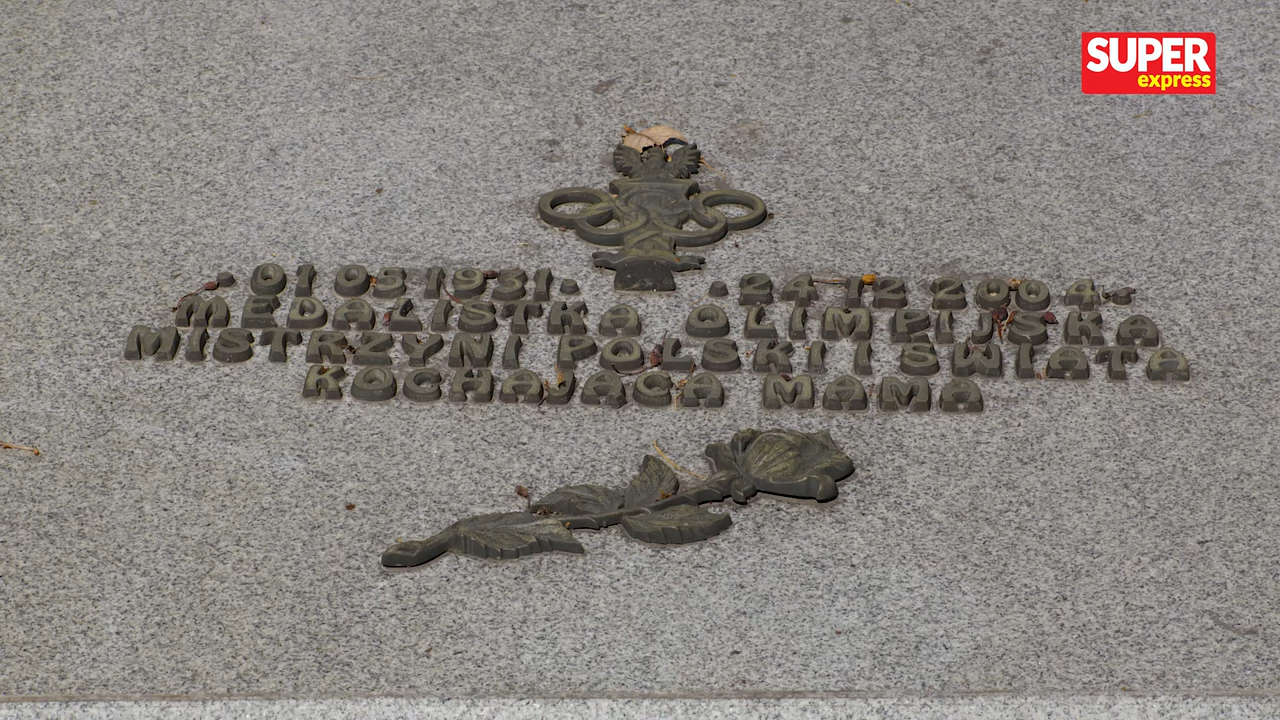 SUPER
express
01.05.1931. 24.12.2004.
MEDALISTKA OLIMPIJSKA
MISTRZYNI POLSKI I ŚWIATA
KOCHAJĄCA MAMA